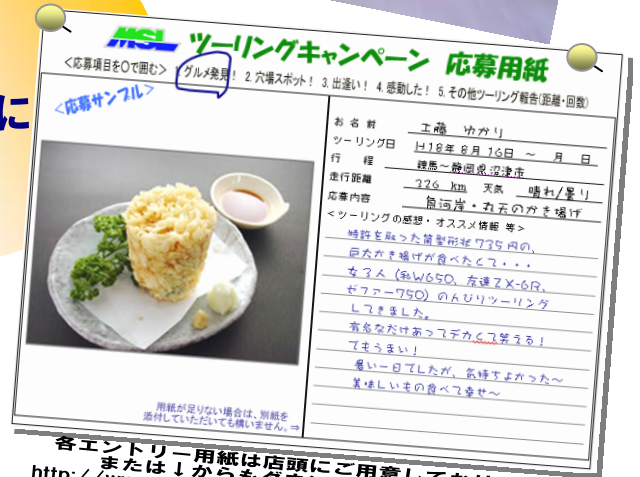 MSL ツーリングキャンペーン 応募用紙
<応募項目を○で囲む> 1.グルメ発見! 2.穴場スポット! 3.出逢い! 4.感動した! 5.その他ツーリング報告(距離・回数)
に
<応募サンプル>
お名前 工藤 ゆかり
ツーリング日 H18年 8月 16日 ~ 月 日
行程 練馬~静岡県沼津市
走行距離 226 km 天気 晴れ/曇り
応募内容 魚河岸・丸天のかき揚げ
<ツーリングの感想・オススメ情報 等>
特許を取った筒型形状735円の、
巨大かき揚げが食べたくて・・・
女3人(私W650、友達ZX-6R、
ゼファー750)のんびりツーリング
してきました。
有名なだけあってデカくて笑える!
でもうまい!
暑い一日でしたが、気持ちよかった~
美味しいもの食べて幸せ~
用紙が足りない場合は、別紙を
添付していただいても構いません。⇒
各エントリー用紙は店頭にご用意しており
または↓からも
http:/